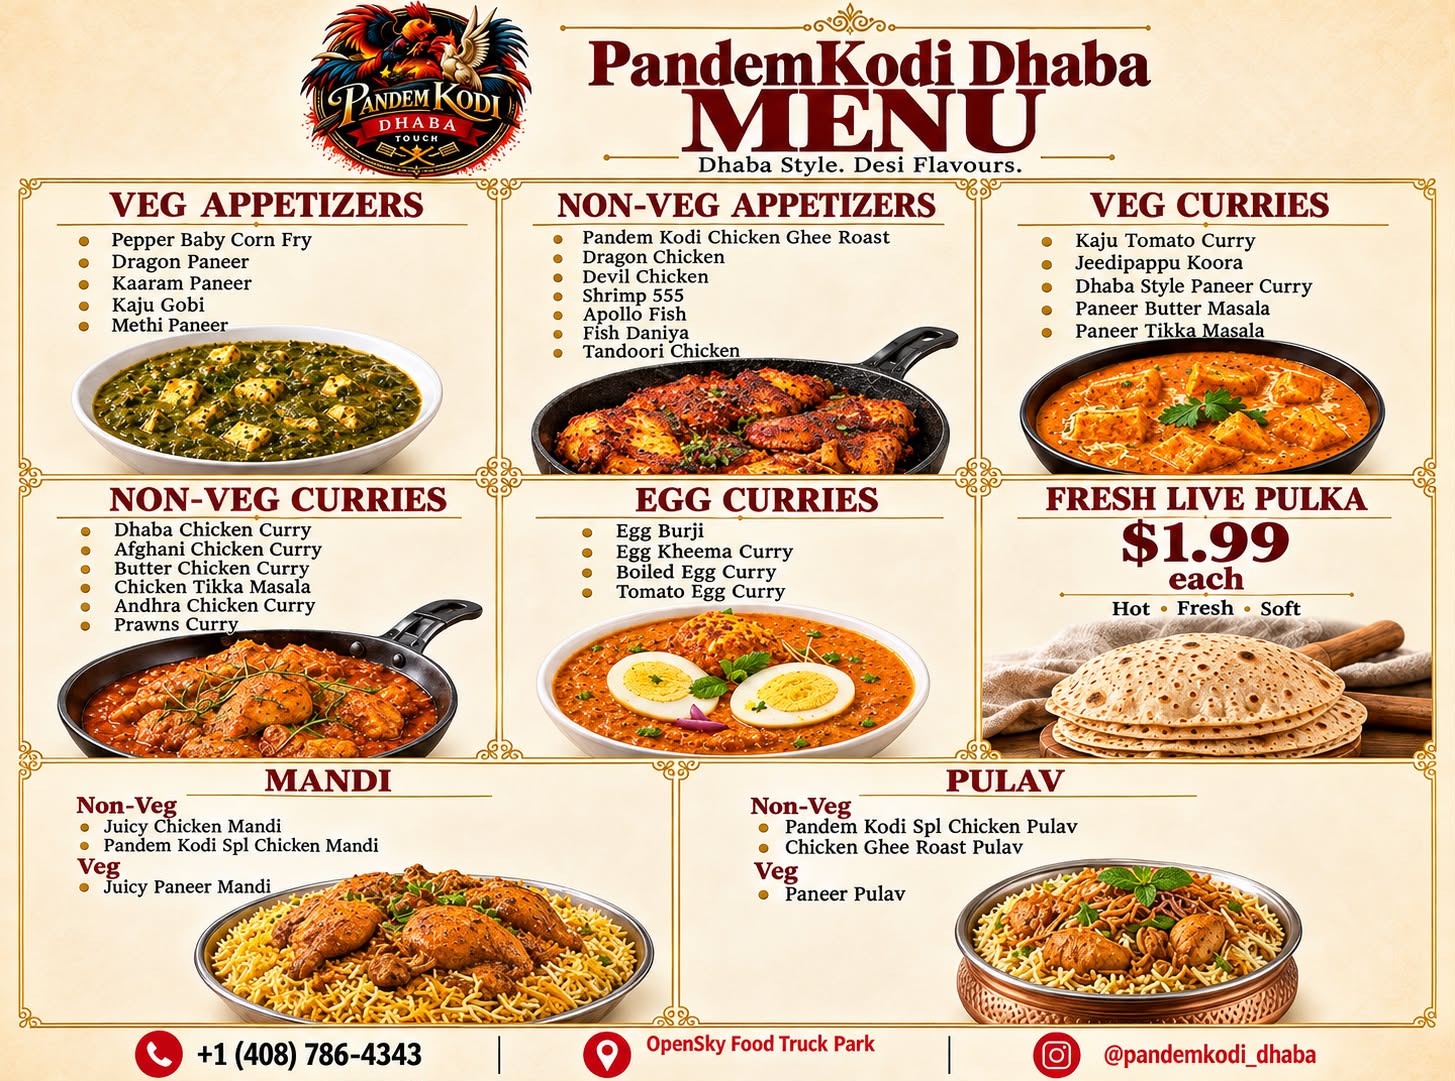 PANDEM KODI
DHABA
TOUCH
PandemKodi Dhaba
MENU
Dhaba Style. Desi Flavours.
VEG APPETIZERS
Pepper Baby Corn Fry
Dragon Paneer
Kaaram Paneer
Kaju Gobi
Methi Paneer
NON-VEG APPETIZERS
Pandem Kodi Chicken Ghee Roast
Dragon Chicken
Devil Chicken
Shrimp 555
Apollo Fish
Fish Daniya
Tandoori Chicken
VEG CURRIES
Kaju Tomato Curry
Jeedipappu Koora
Dhaba Style Paneer Curry
Paneer Butter Masala
Paneer Tikka Masala
NON-VEG CURRIES
Dhaba Chicken Curry
Afghani Chicken Curry
Butter Chicken Curry
Chicken Tikka Masala
Andhra Chicken Curry
Prawns Curry
EGG CURRIES
Egg Burji
Egg Kheema Curry
Boiled Egg Curry
Tomato Egg Curry
FRESH LIVE PULKA
$1.99
each
Hot • Fresh • Soft
MANDI
Non-Veg
Juicy Chicken Mandi
Pandem Kodi Spl Chicken Mandi
Veg
Juicy Paneer Mandi
PULAV
Non-Veg
Pandem Kodi Spl Chicken Pulav
Chicken Ghee Roast Pulav
Veg
Paneer Pulav
+1 (408) 786-4343
OpenSky Food Truck Park
@pandemkodi_dhaba